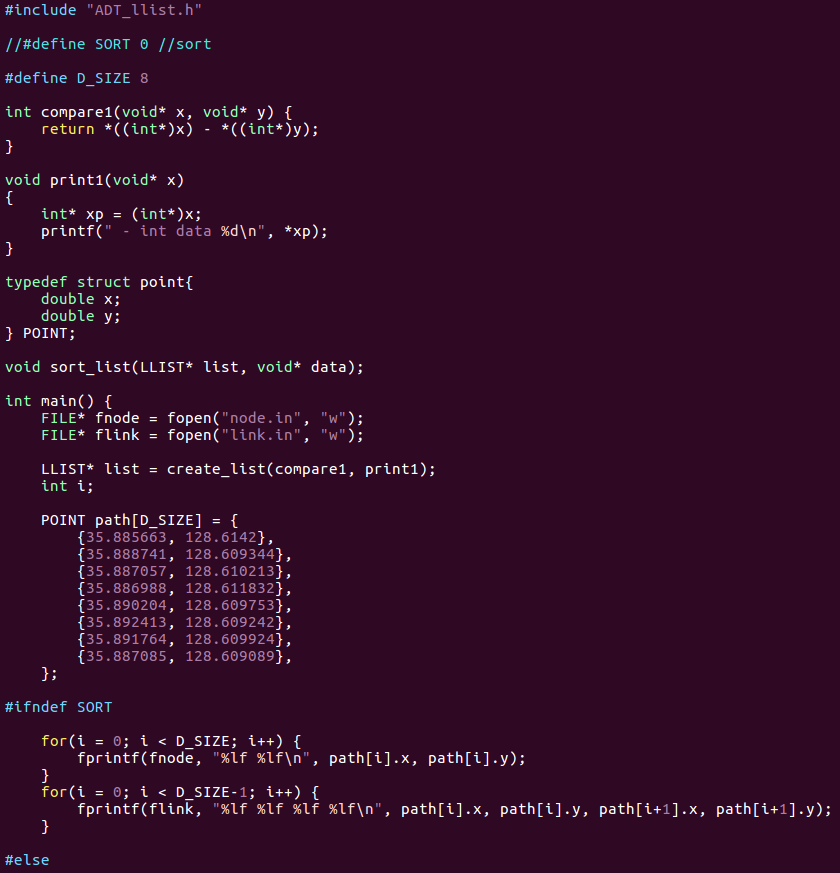 #include "ADT_llist.h"

//#define SORT 0 //sort

#define D_SIZE 8

int compare1(void* x, void* y) {
    return *((int*)x) - *((int*)y);
}

void print1(void* x)
{
    int* xp = (int*)x;
    printf(" - int data %d\n", *xp);
}

typedef struct point{
    double x;
    double y;
} POINT;

void sort_list(LLIST* list, void* data);

int main() {
    FILE* fnode = fopen("node.in", "w");
    FILE* flink = fopen("link.in", "w");

    LLIST* list = create_list(compare1, print1);
    int i;

    POINT path[D_SIZE] = {
        {35.885663, 128.6142},
        {35.888741, 128.609344},
        {35.887057, 128.610213},
        {35.886988, 128.611832},
        {35.890204, 128.609753},
        {35.892413, 128.609242},
        {35.891764, 128.609924},
        {35.887085, 128.609089},
    };

#ifndef SORT

    for(i = 0; i < D_SIZE; i++) {
        fprintf(fnode, "%lf %lf\n", path[i].x, path[i].y);
    }
    for(i = 0; i < D_SIZE-1; i++) {
        fprintf(flink, "%lf %lf %lf %lf\n", path[i].x, path[i].y, path[i+1].x, path[i+1].y);
    }

#else